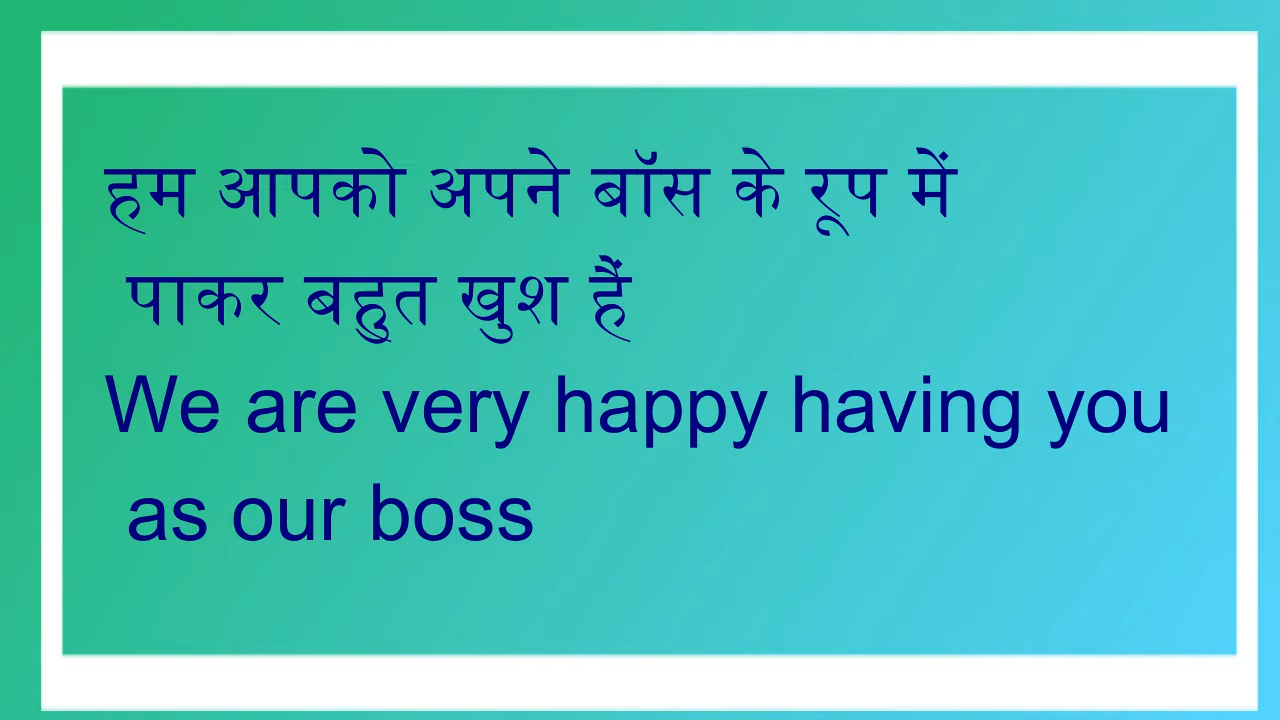 हम आपको अपने बॉस के रूप में
पाकर बहुत खुश हैं
We are very happy having you
as our boss